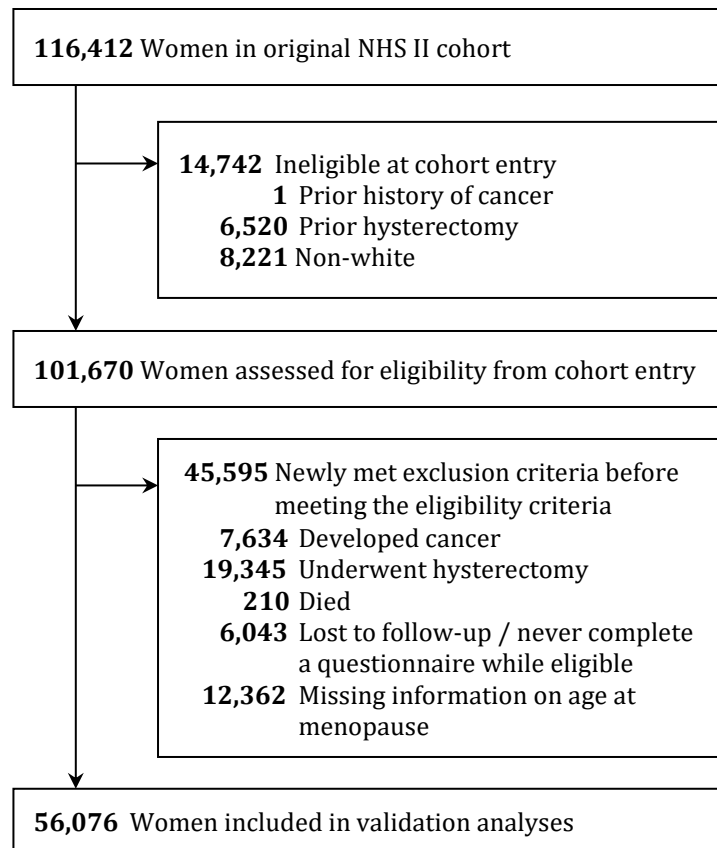 116,412 Women in original NHS II cohort
14,742 Ineligible at cohort entry
1 Prior history of cancer
6,520 Prior hysterectomy
8,221 Non-white
101,670 Women assessed for eligibility from cohort entry
45,595 Newly met exclusion criteria before
meeting the eligibility criteria
7,634 Developed cancer
19,345 Underwent hysterectomy
210 Died
6,043 Lost to follow-up / never complete
a questionnaire while eligible
12,362 Missing information on age at
menopause
56,076 Women included in validation analyses